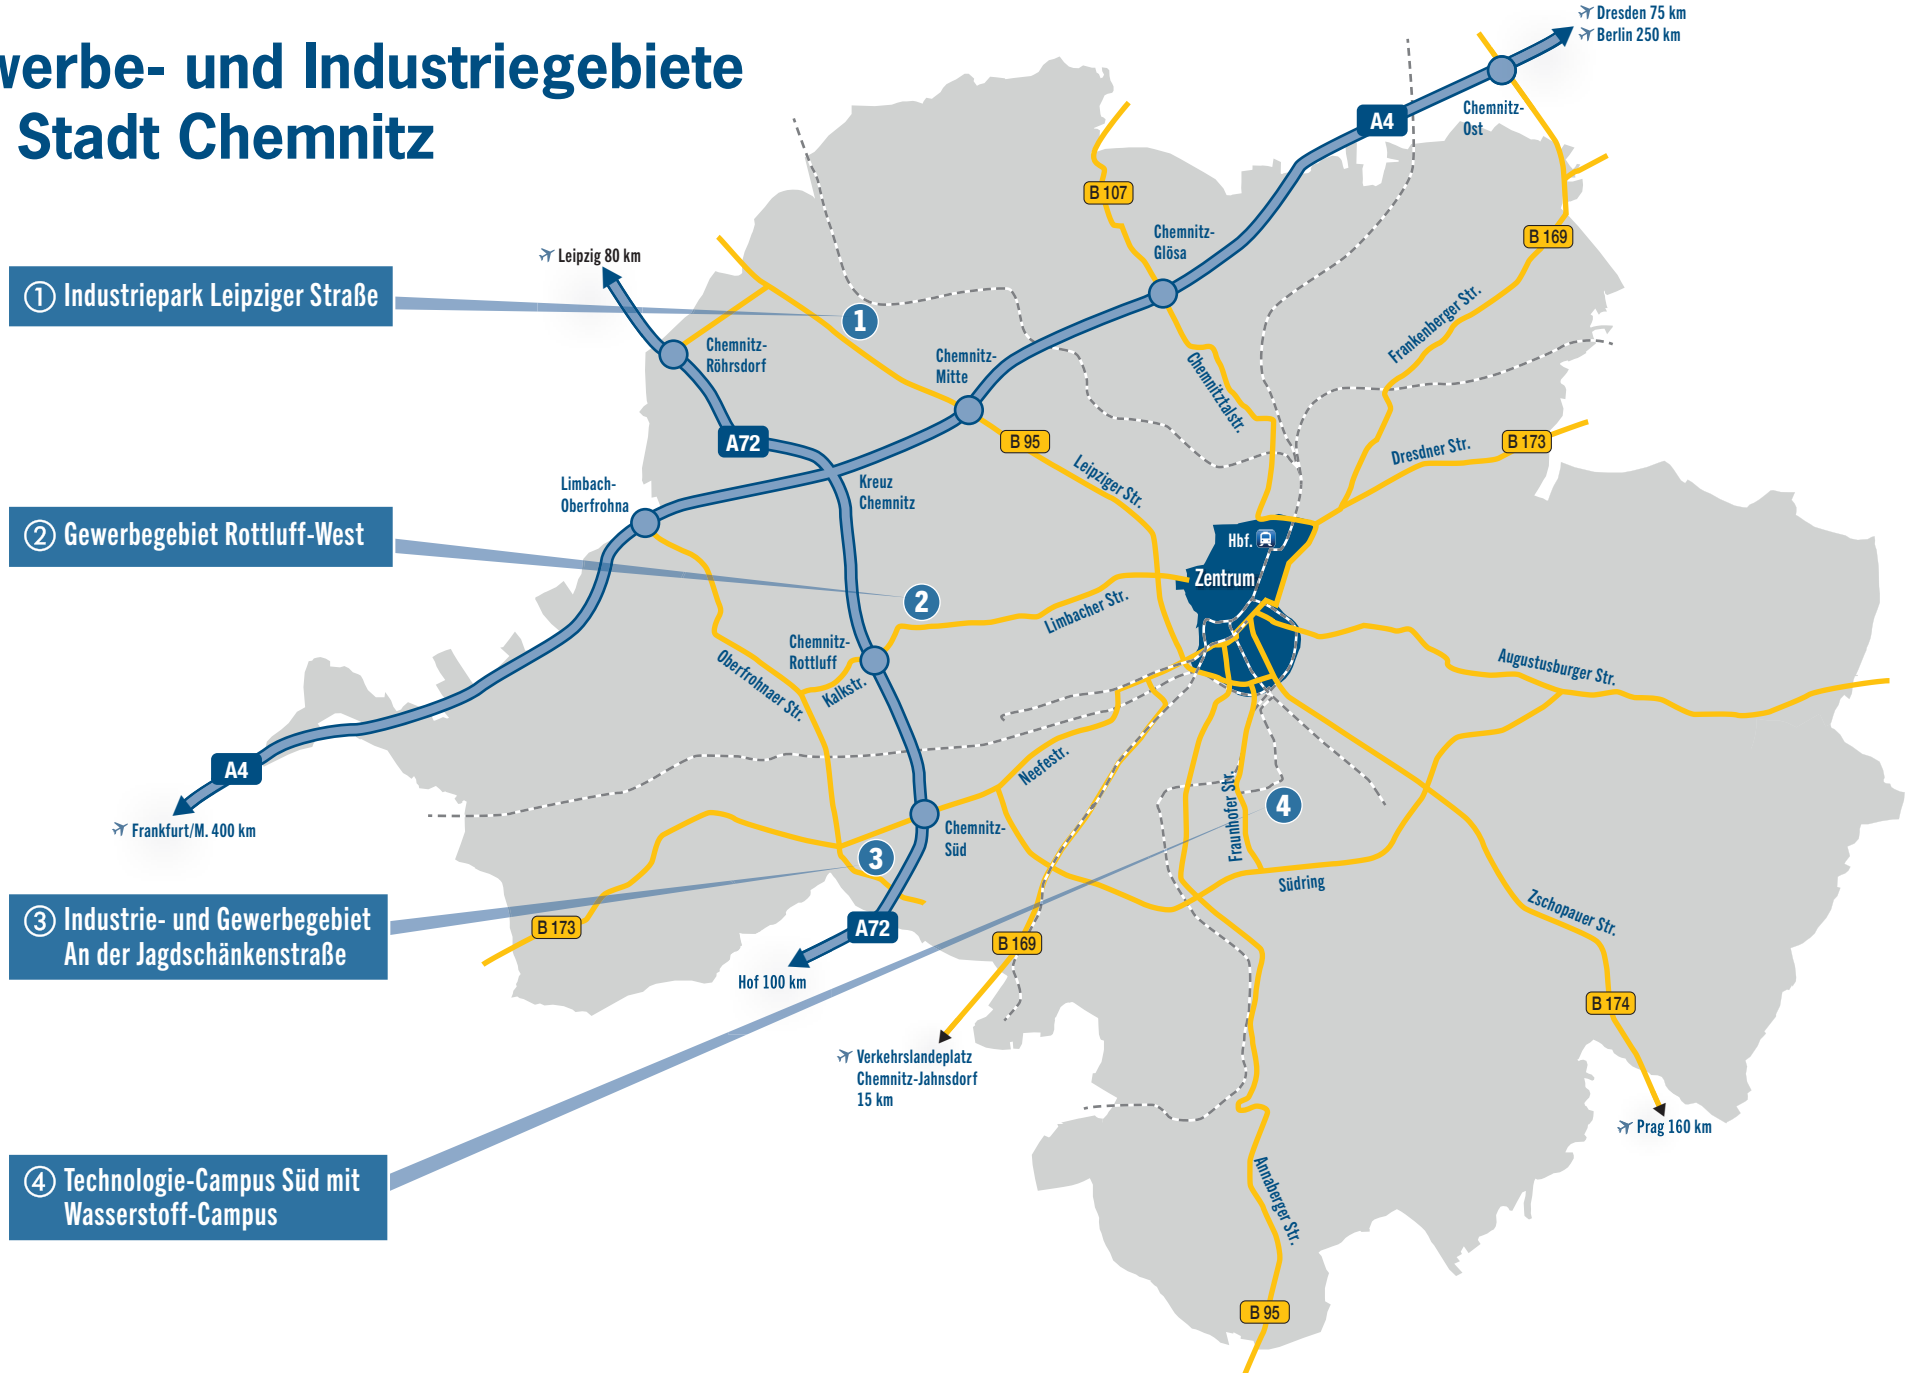 werbe- und Industriegebiete
Stadt Chemnitz
Dresden 75 km
Berlin 250 km
Chemnitz-
Ost
A4
B 107
Chemnitz-
Glösa
B 169
Leipzig 80 km
1 Industriepark Leipziger Straße
1
Chemnitz-
Röhrsdorf
Chemnitz-
Mitte
Chemnitztalstr.
Frankenberger Str.
A72
B 95
Leipziger Str.
Dresdner Str.
B 173
Limbach-
Oberfrohna
Kreuz
Chemnitz
2 Gewerbegebiet Rottluff-West
Hbf.
Zentrum
2
Limbacher Str.
Chemnitz-
Rottluff
Oberfrohnaer Str.
Kalkstr.
Augustusburger Str.
A4
Frankfurt/M. 400 km
Neefestr.
Fraunhofer Str.
4
Chemnitz-
Süd
3
Südring
3 Industrie- und Gewerbegebiet
An der Jagdschänkenstraße
B 173
A72
Hof 100 km
B 169
Zschopauer Str.
B 174
Verkehrslandeplatz
Chemnitz-Jahnsdorf
15 km
Prag 160 km
4 Technologie-Campus Süd mit
Wasserstoff-Campus
Annaberger Str.
B 95